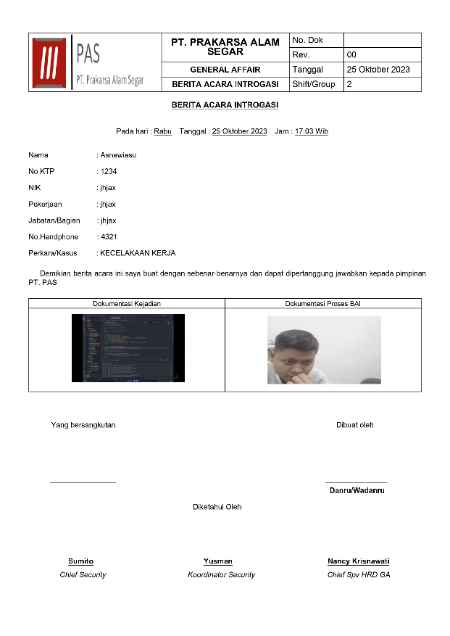 PAS
PT. Prakarsa Alam Segar
PT. PRAKARSA ALAM SEGAR
GENERAL AFFAIR
BERITA ACARA INTROGASI
No. Dok
Rev. 00
Tanggal 25 Oktober 2023
Shift/Group 2
BERITA ACARA INTROGASI
Pada hari : Rabu Tanggal : 25 Oktober 2023 Jam : 17:03 Wib
Nama : Asnawiasu
No KTP : 1234
NIK : jhjax
Pekerjaan : jhjax
Jabatan/Bagian : jhjax
No.Handphone : 4321
Perkara/Kasus : KECELAKAAN KERJA
Demikian berita acara ini saya buat dengan sebenar benarnya dan dapat dipertanggung jawabkan kepada pimpinan
PT. PAS
Dokumentasi Kejadian Dokumentasi Proses BAI
Yang bersangkutan Dibuat oleh
Danru/Wadanru
Diketahui Oleh
Sumito Yusman Nancy Krisnawati
Chief Security Koordinator Security Chief Spv HRD GA